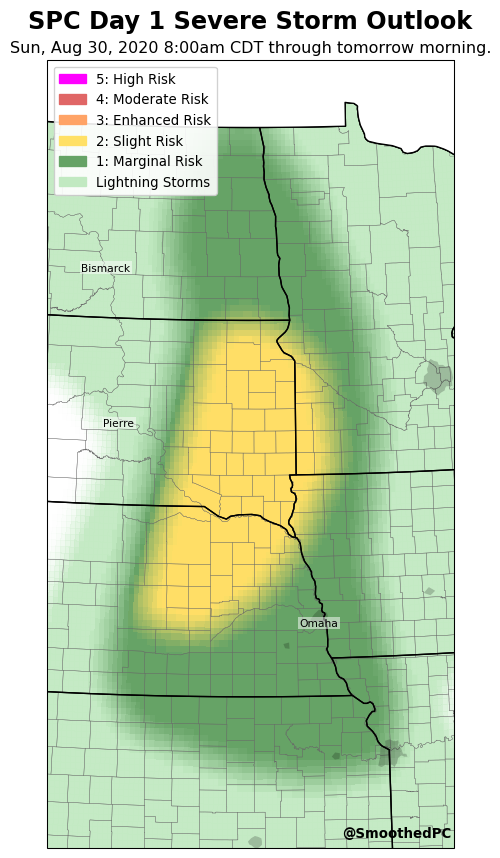 SPC Day 1 Severe Storm Outlook
Sun, Aug 30, 2020 8:00am CDT through tomorrow morning.
5: High Risk
4: Moderate Risk
3: Enhanced Risk
2: Slight Risk
1: Marginal Risk
Lightning Storms
Bismarck
Pierre
Omaha
@SmoothedPC